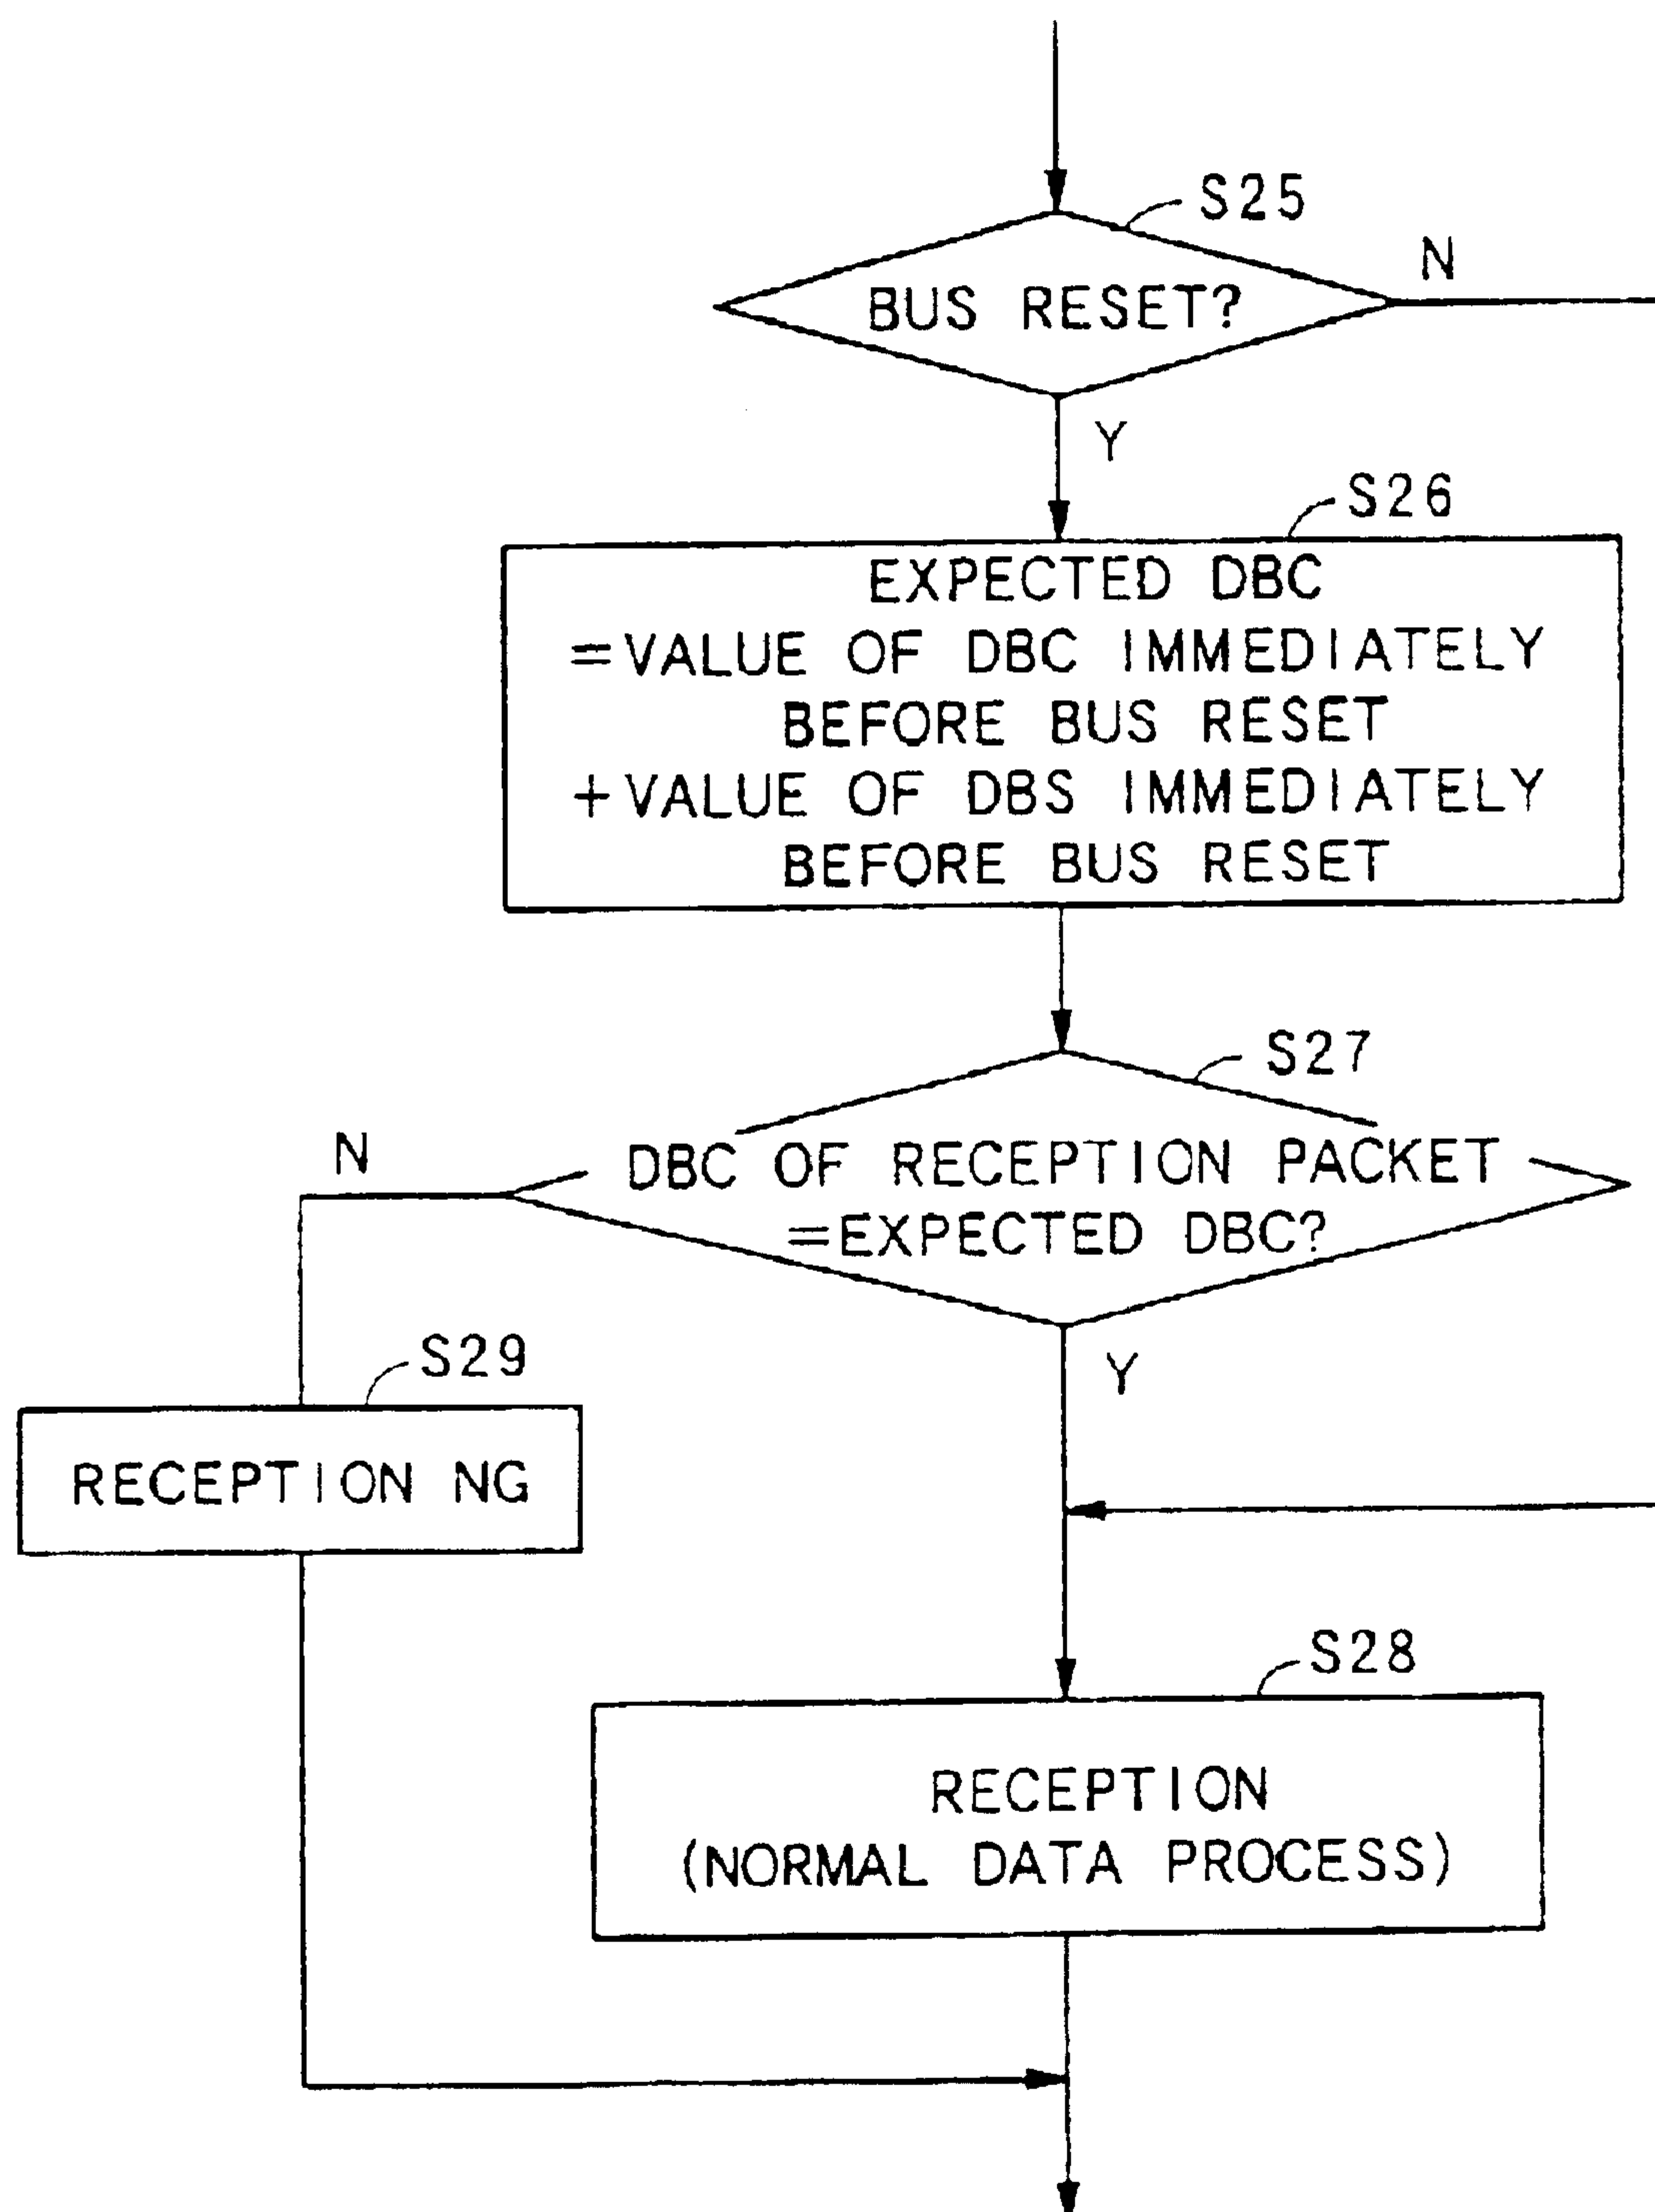 S25
BUS RESET?
N
Y
S26
EXPECTED DBC
=VALUE OF DBC IMMEDIATELY
BEFORE BUS RESET
+VALUE OF DBS IMMEDIATELY
BEFORE BUS RESET
S27
N
DBC OF RECEPTION PACKET
=EXPECTED DBC?
Y
S29
RECEPTION NG
S28
RECEPTION
(NORMAL DATA PROCESS)